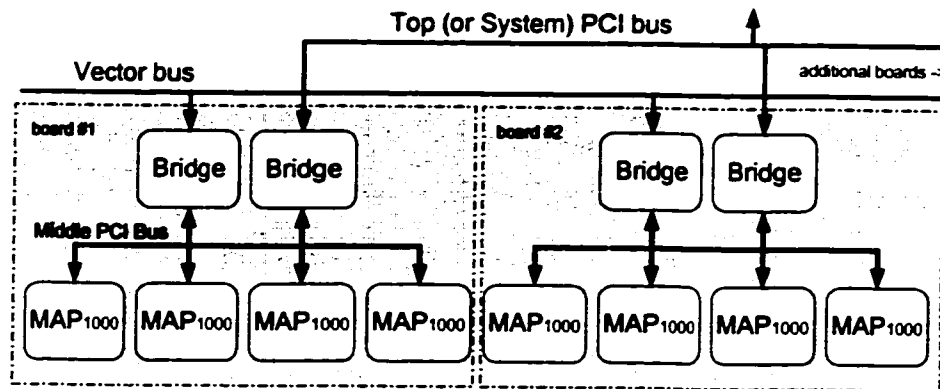 Top (or System) PCI bus
Vector bus
additional boards -->
board #1
board #2
Bridge Bridge Bridge Bridge
Middle PCI Bus
MAP1000 MAP1000 MAP1000 MAP1000 MAP1000 MAP1000 MAP1000 MAP1000